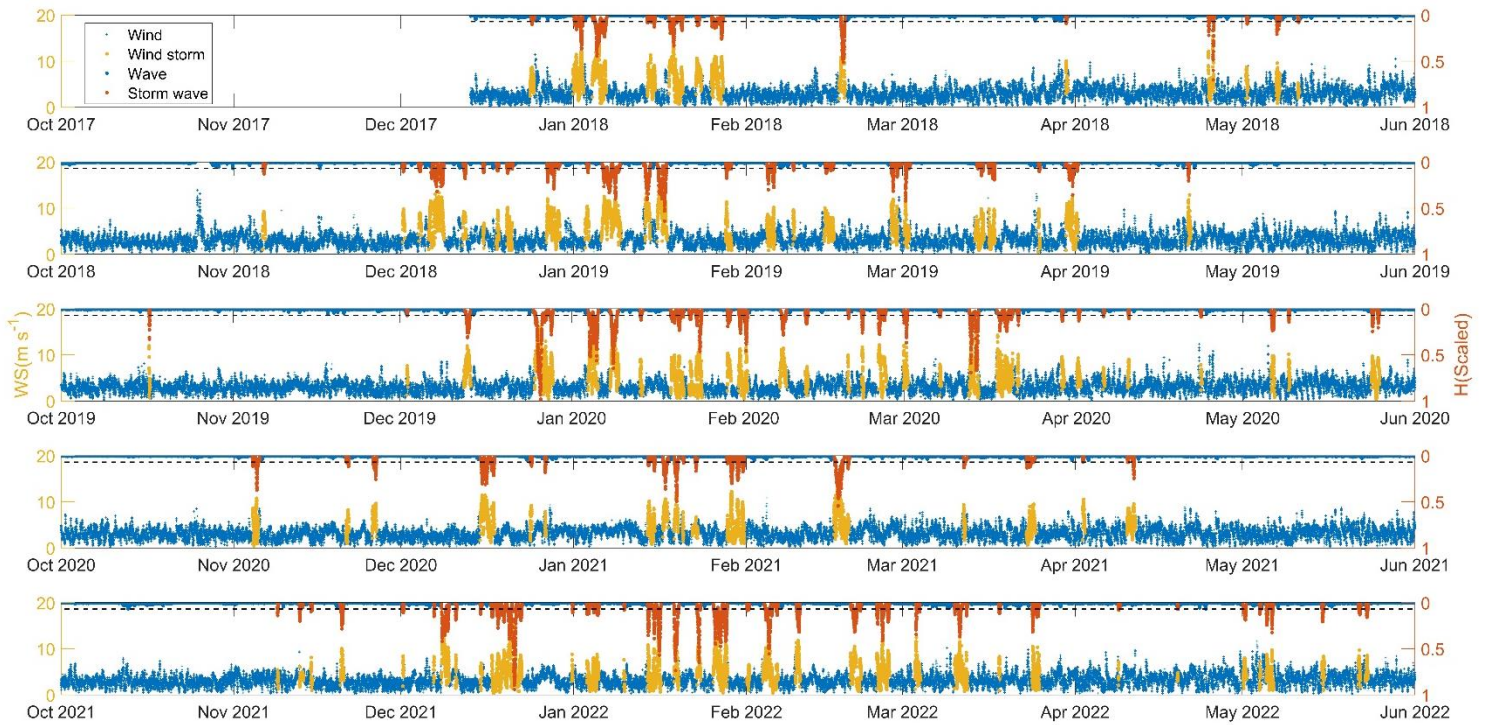 20 0
Wind
Wind storm
10 0.5
Wave
Storm wave
0 1
Oct 2017 Nov 2017 Dec 2017 Jan 2018 Feb 2018 Mar 2018 Apr 2018 May 2018 Jun 2018
20 0
10 0.5
0 1
Oct 2018 Nov 2018 Dec 2018 Jan 2019 Feb 2019 Mar 2019 Apr 2019 May 2019 Jun 2019
WS(m s⁻¹)
20 0
10 0.5
0 1
H(Scaled)
Oct 2019 Nov 2019 Dec 2019 Jan 2020 Feb 2020 Mar 2020 Apr 2020 May 2020 Jun 2020
20 0
10 0.5
0 1
Oct 2020 Nov 2020 Dec 2020 Jan 2021 Feb 2021 Mar 2021 Apr 2021 May 2021 Jun 2021
20 0
10 0.5
0 1
Oct 2021 Nov 2021 Dec 2021 Jan 2022 Feb 2022 Mar 2022 Apr 2022 May 2022 Jun 2022